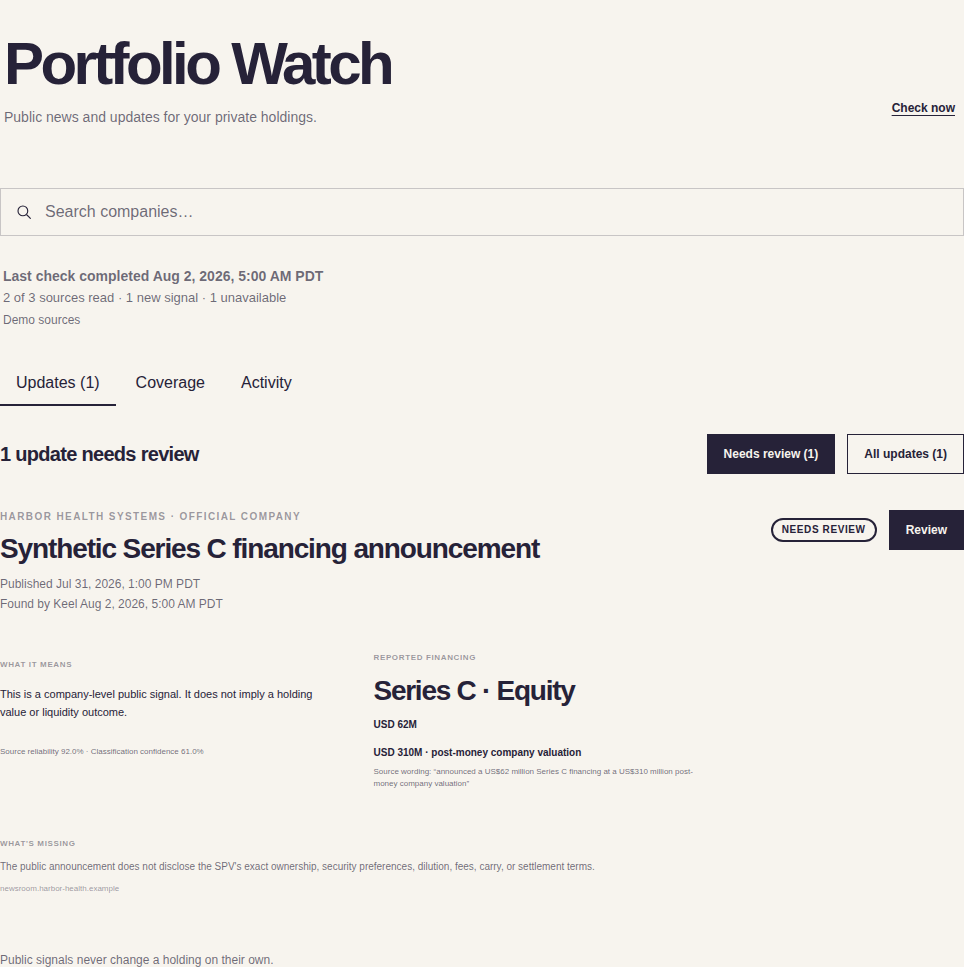 Portfolio Watch
Public news and updates for your private holdings.
Check now
Search companies…
Last check completed Aug 2, 2026, 5:00 AM PDT
2 of 3 sources read · 1 new signal · 1 unavailable
Demo sources
Updates (1)
Coverage
Activity
1 update needs review
Needs review (1)
All updates (1)
HARBOR HEALTH SYSTEMS · OFFICIAL COMPANY
NEEDS REVIEW
Review
Synthetic Series C financing announcement
Published Jul 31, 2026, 1:00 PM PDT
Found by Keel Aug 2, 2026, 5:00 AM PDT
WHAT IT MEANS
This is a company-level public signal. It does not imply a holding
value or liquidity outcome.
Source reliability 92.0% · Classification confidence 61.0%
REPORTED FINANCING
Series C · Equity
USD 62M
USD 310M · post-money company valuation
Source wording: “announced a US$62 million Series C financing at a US$310 million post-
money company valuation”
WHAT'S MISSING
The public announcement does not disclose the SPV's exact ownership, security preferences, dilution, fees, carry, or settlement terms.
newsroom.harbor-health.example
Public signals never change a holding on their own.